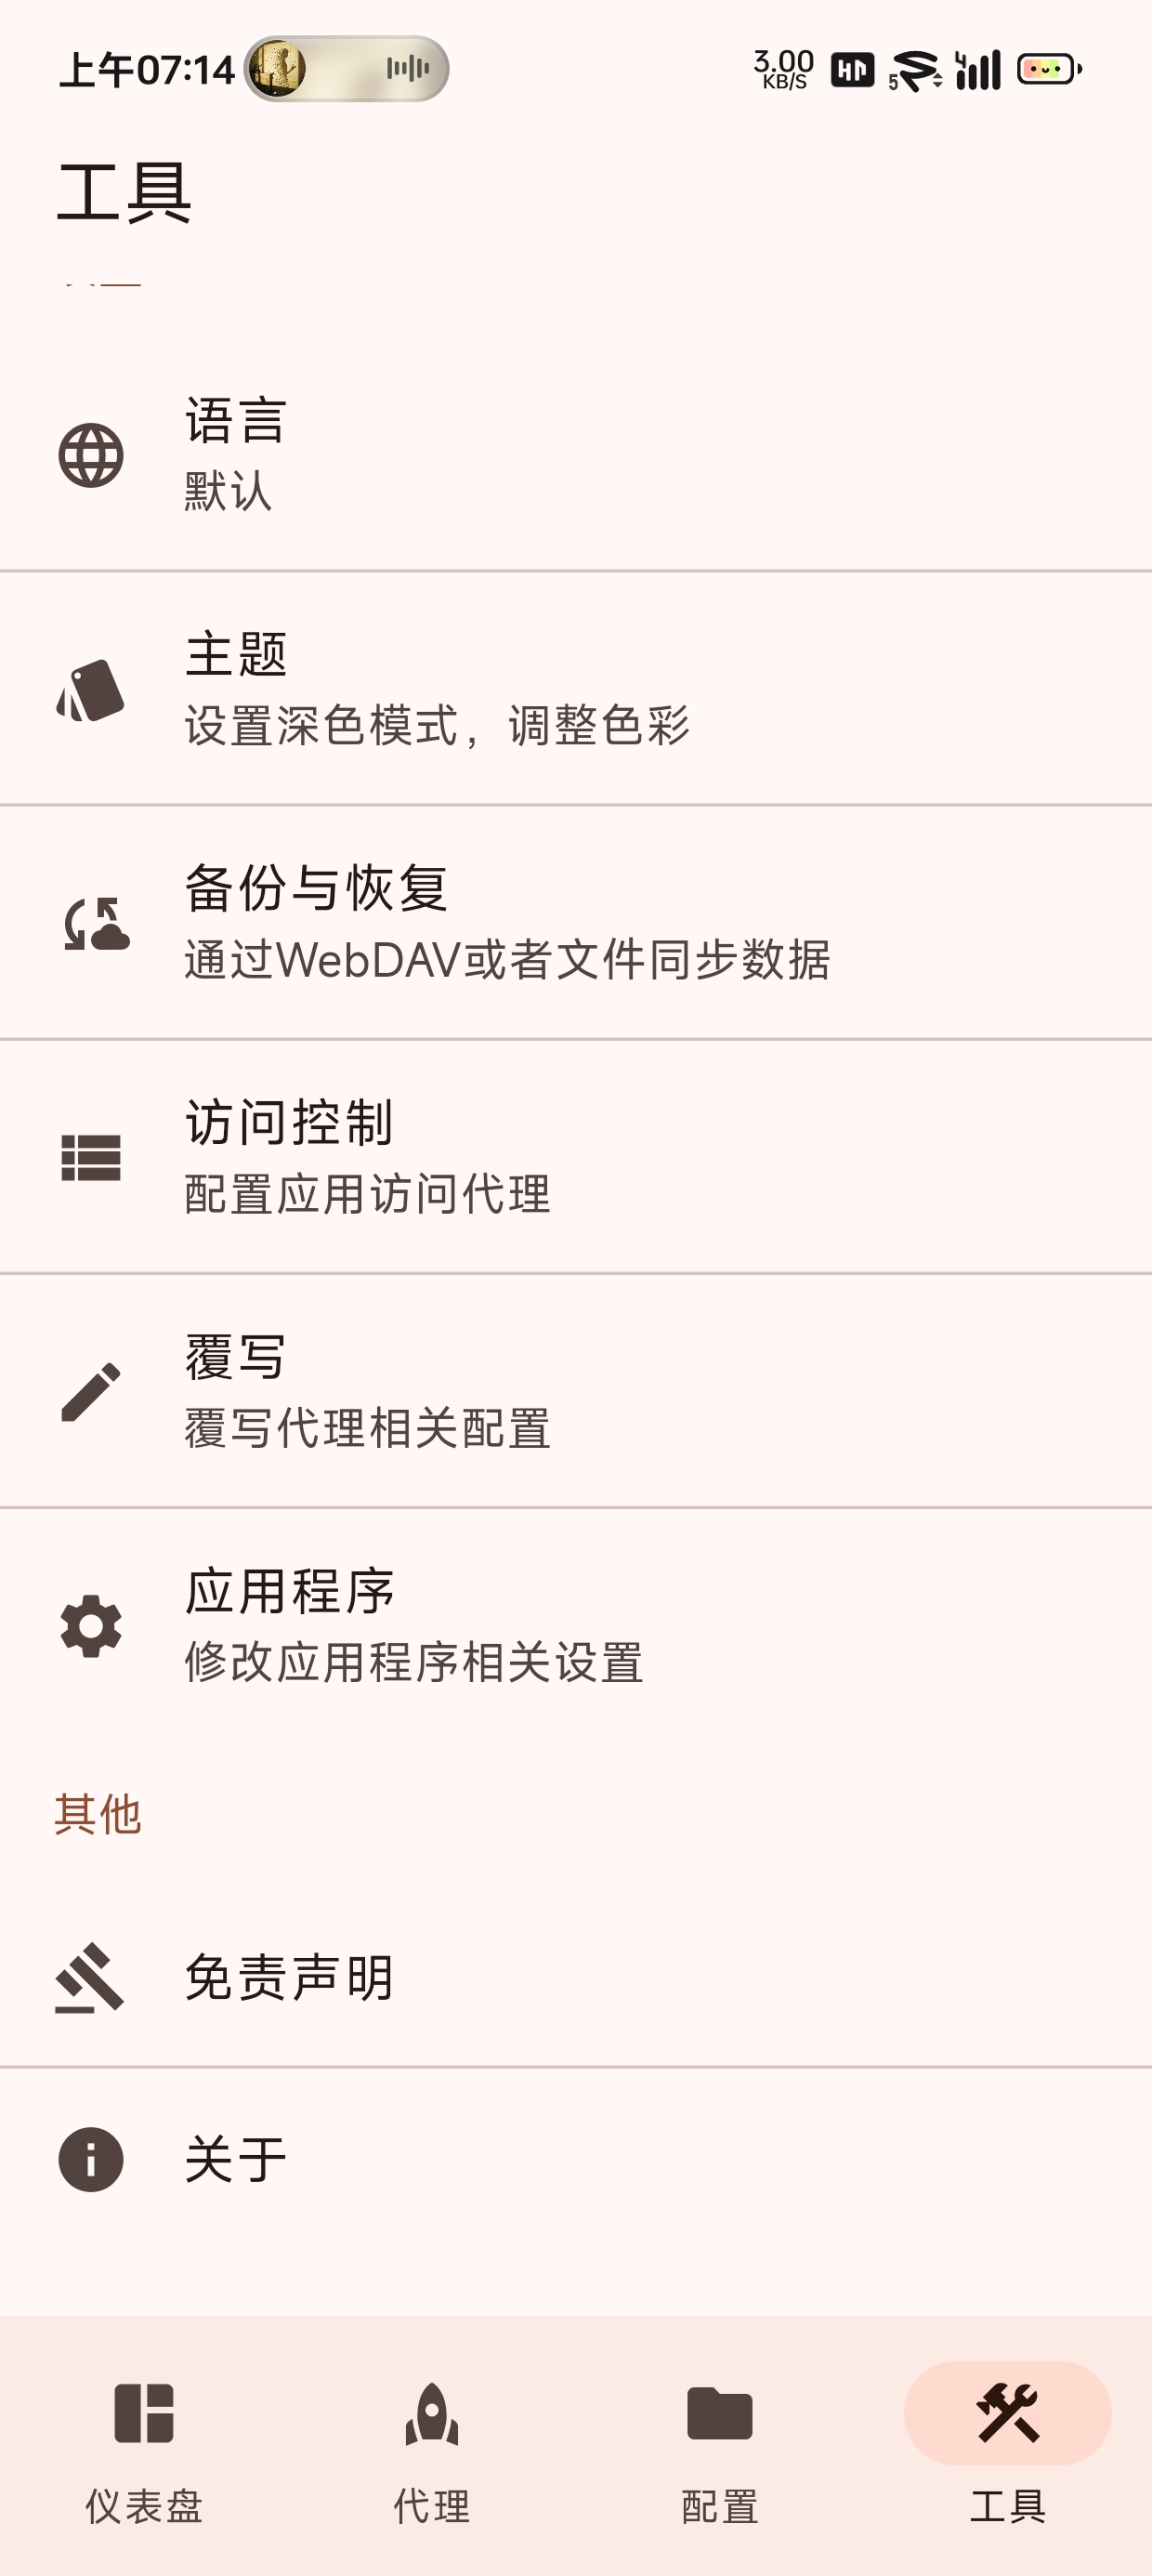 上午07:14
3.00
KB/S
5
工具
语言
默认
主题
设置深色模式，调整色彩
备份与恢复
通过WebDAV或者文件同步数据
访问控制
配置应用访问代理
覆写
覆写代理相关配置
应用程序
修改应用程序相关设置
其他
免责声明
关于
仪表盘
代理
配置
工具